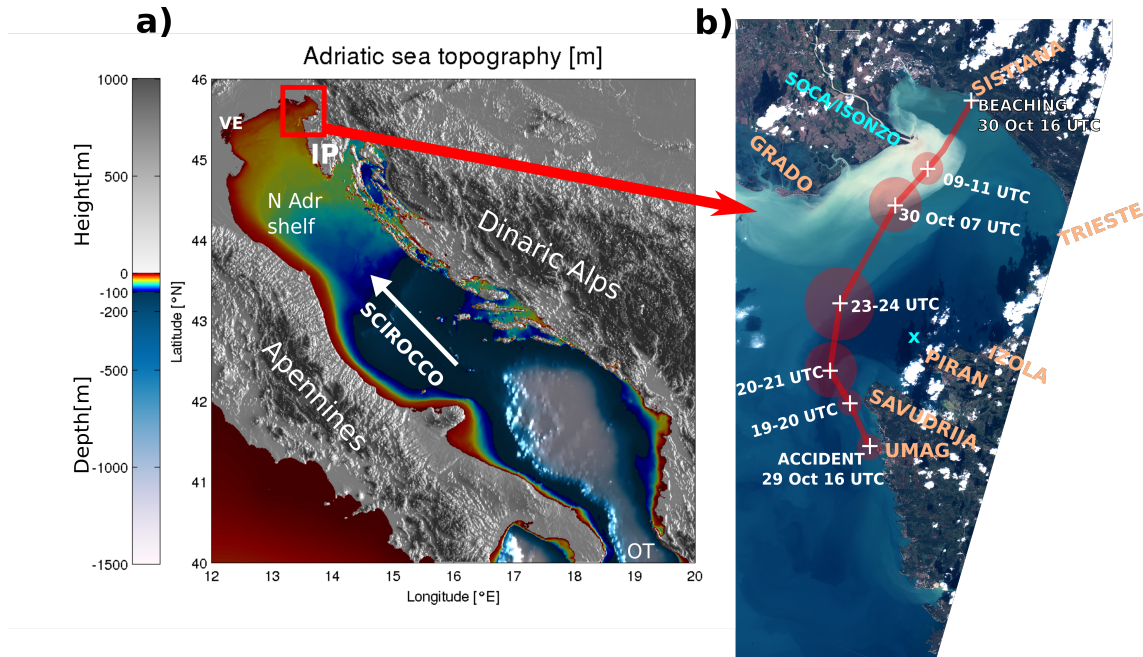 a)
b)
Adriatic sea topography [m]
1000
500
0
-100
-200
-500
-1000
-1500
Height[m]
Depth[m]
46
45
44
43
42
41
40
Latitude [°N]
12
13
14
15
16
17
18
19
20
Longitude [°E]
VE
IP
N Adr
shelf
Dinaric Alps
SCIROCCO
Apennines
OT
SOCA/ISONZO
SISTIANA
BEACHING
30 Oct 16 UTC
GRADO
09-11 UTC
30 Oct 07 UTC
TRIESTE
23-24 UTC
x
IZOLA
PIRAN
20-21 UTC
SAVUDRIJA
19-20 UTC
UMAG
ACCIDENT
29 Oct 16 UTC